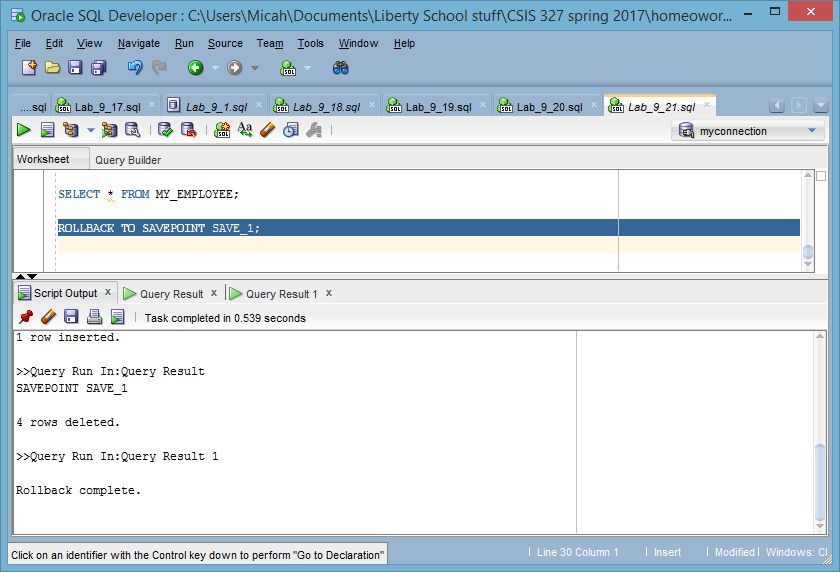 Oracle SQL Developer : C:\Users\Micah\Documents\Liberty School stuff\CSIS 327 spring 2017\homeowor...
File Edit View Navigate Run Source Team Tools Window Help
....sql Lab_9_17.sql Lab_9_1.sql Lab_9_18.sql Lab_9_19.sql Lab_9_20.sql Lab_9_21.sql
myconnection
Worksheet Query Builder
SELECT * FROM MY_EMPLOYEE;
ROLLBACK TO SAVEPOINT SAVE_1;
Script Output x Query Result x Query Result 1 x
Task completed in 0.539 seconds
1 row inserted.
>>Query Run In:Query Result
SAVEPOINT SAVE_1
4 rows deleted.
>>Query Run In:Query Result 1
Rollback complete.
Click on an identifier with the Control key down to perform "Go to Declaration"
Line 30 Column 1 Insert Modified Windows: Cl